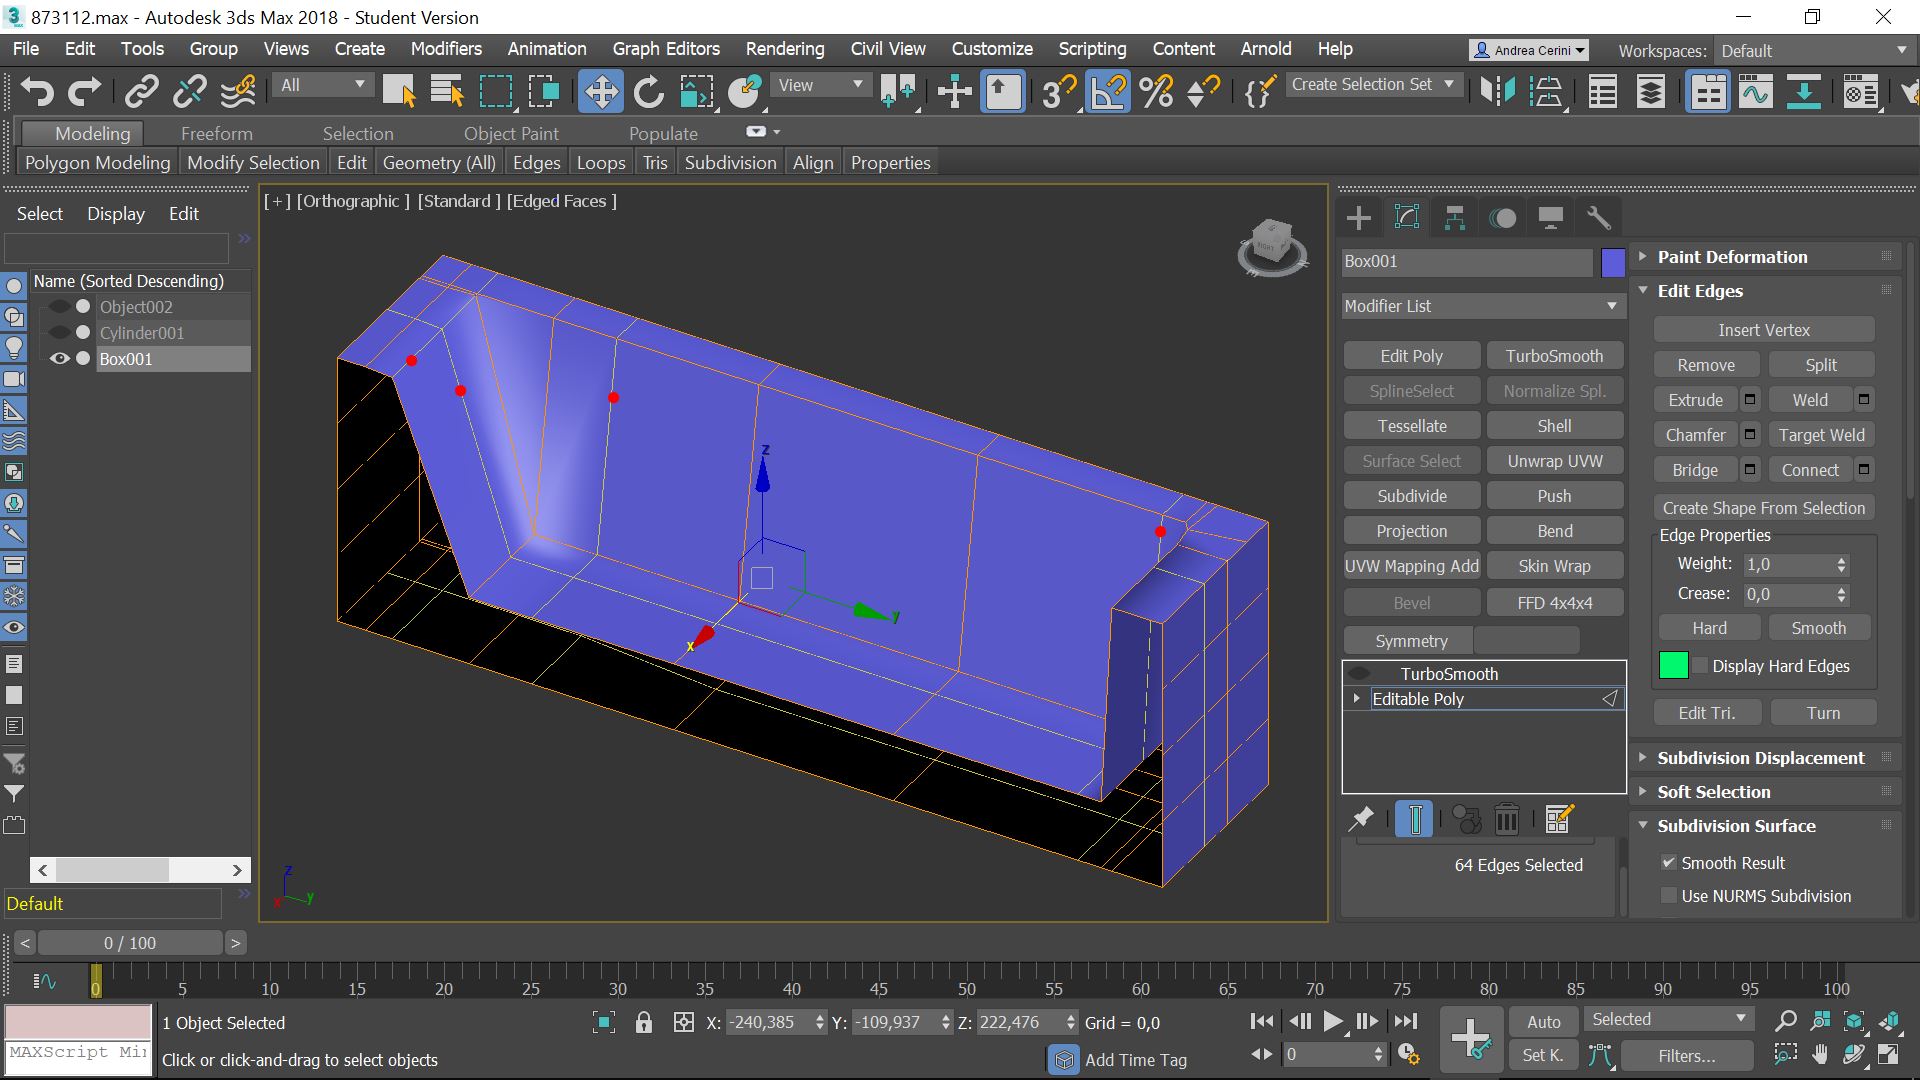 873112.max - Autodesk 3ds Max 2018 - Student Version
File Edit Tools Group Views Create Modifiers Animation Graph Editors Rendering Civil View Customize Scripting Content Arnold Help Andrea Cerini Workspaces: Default
All View 3 Create Selection Set
Modeling Freeform Selection Object Paint Populate
Polygon Modeling Modify Selection Edit Geometry (All) Edges Loops Tris Subdivision Align Properties
Select Display Edit
Name (Sorted Descending)
Object002
Cylinder001
Box001
Default
[ + ] [Orthographic ] [Standard ] [Edged Faces ]
RIGHT
z
y
x
z
y
x
Box001
Modifier List
Edit Poly TurboSmooth
SplineSelect Normalize Spl.
Tessellate Shell
Surface Select Unwrap UVW
Subdivide Push
Projection Bend
UVW Mapping Add Skin Wrap
Bevel FFD 4x4x4
Symmetry
TurboSmooth
Editable Poly
64 Edges Selected
Paint Deformation
Edit Edges
Insert Vertex
Remove Split
Extrude Weld
Chamfer Target Weld
Bridge Connect
Create Shape From Selection
Edge Properties
Weight: 1,0
Crease: 0,0
Hard Smooth
Display Hard Edges
Edit Tri. Turn
Subdivision Displacement
Soft Selection
Subdivision Surface
Smooth Result
Use NURMS Subdivision
< 0 / 100 >
0 5 10 15 20 25 30 35 40 45 50 55 60 65 70 75 80 85 90 95 100
1 Object Selected X: -240,385 Y: -109,937 Z: 222,476 Grid = 0,0 Auto Selected
MAXScript Mi Click or click-and-drag to select objects Add Time Tag 0 Set K. Filters...